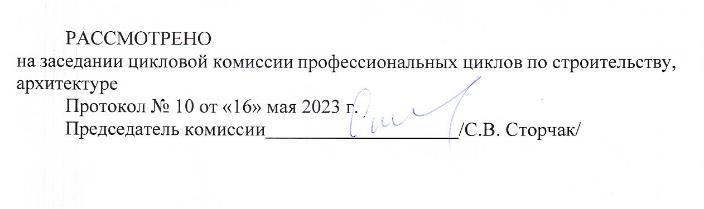 РАССМОТРЕНО
на заседании цикловой комиссии профессиональных циклов по строительству,
архитектуре
Протокол № 10 от «16» мая 2023 г.
Председатель комиссии____________________/С.В. Сторчак/